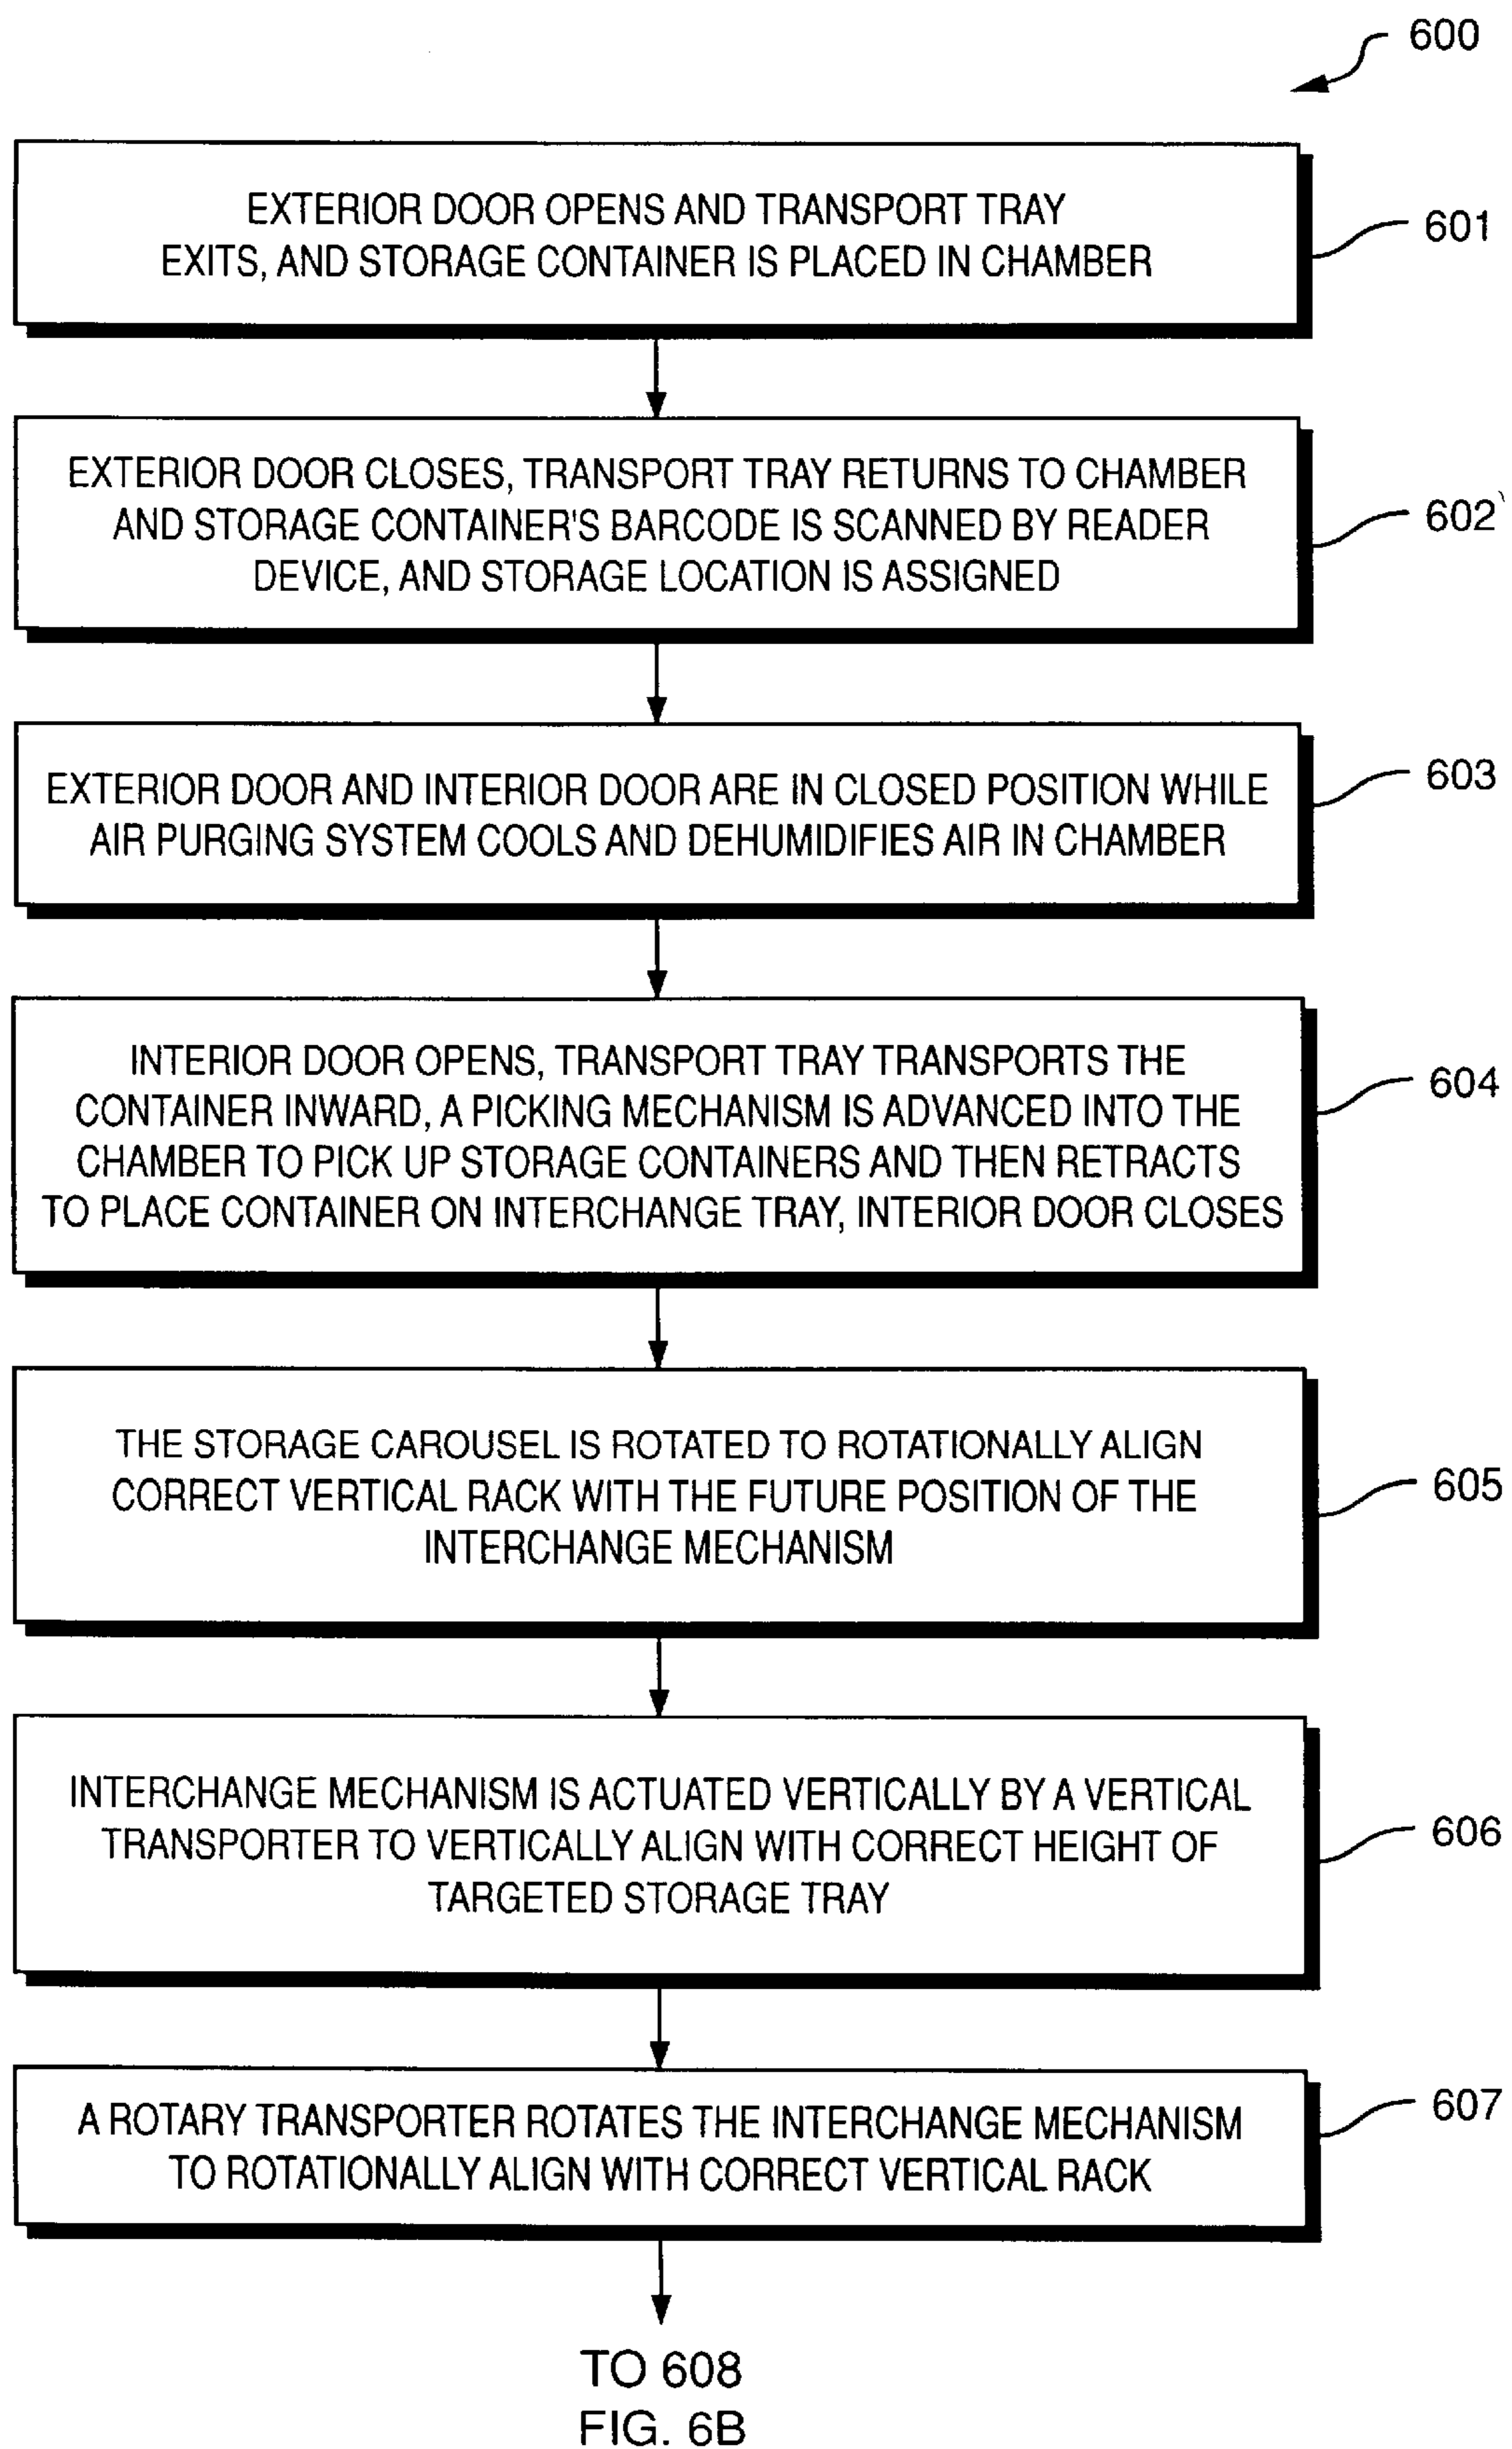 600
EXTERIOR DOOR OPENS AND TRANSPORT TRAY
EXITS, AND STORAGE CONTAINER IS PLACED IN CHAMBER
601
EXTERIOR DOOR CLOSES, TRANSPORT TRAY RETURNS TO CHAMBER
AND STORAGE CONTAINER'S BARCODE IS SCANNED BY READER
DEVICE, AND STORAGE LOCATION IS ASSIGNED
602
EXTERIOR DOOR AND INTERIOR DOOR ARE IN CLOSED POSITION WHILE
AIR PURGING SYSTEM COOLS AND DEHUMIDIFIES AIR IN CHAMBER
603
INTERIOR DOOR OPENS, TRANSPORT TRAY TRANSPORTS THE
CONTAINER INWARD, A PICKING MECHANISM IS ADVANCED INTO THE
CHAMBER TO PICK UP STORAGE CONTAINERS AND THEN RETRACTS
TO PLACE CONTAINER ON INTERCHANGE TRAY, INTERIOR DOOR CLOSES
604
THE STORAGE CAROUSEL IS ROTATED TO ROTATIONALLY ALIGN
CORRECT VERTICAL RACK WITH THE FUTURE POSITION OF THE
INTERCHANGE MECHANISM
605
INTERCHANGE MECHANISM IS ACTUATED VERTICALLY BY A VERTICAL
TRANSPORTER TO VERTICALLY ALIGN WITH CORRECT HEIGHT OF
TARGETED STORAGE TRAY
606
A ROTARY TRANSPORTER ROTATES THE INTERCHANGE MECHANISM
TO ROTATIONALLY ALIGN WITH CORRECT VERTICAL RACK
607
TO 608
FIG. 6B